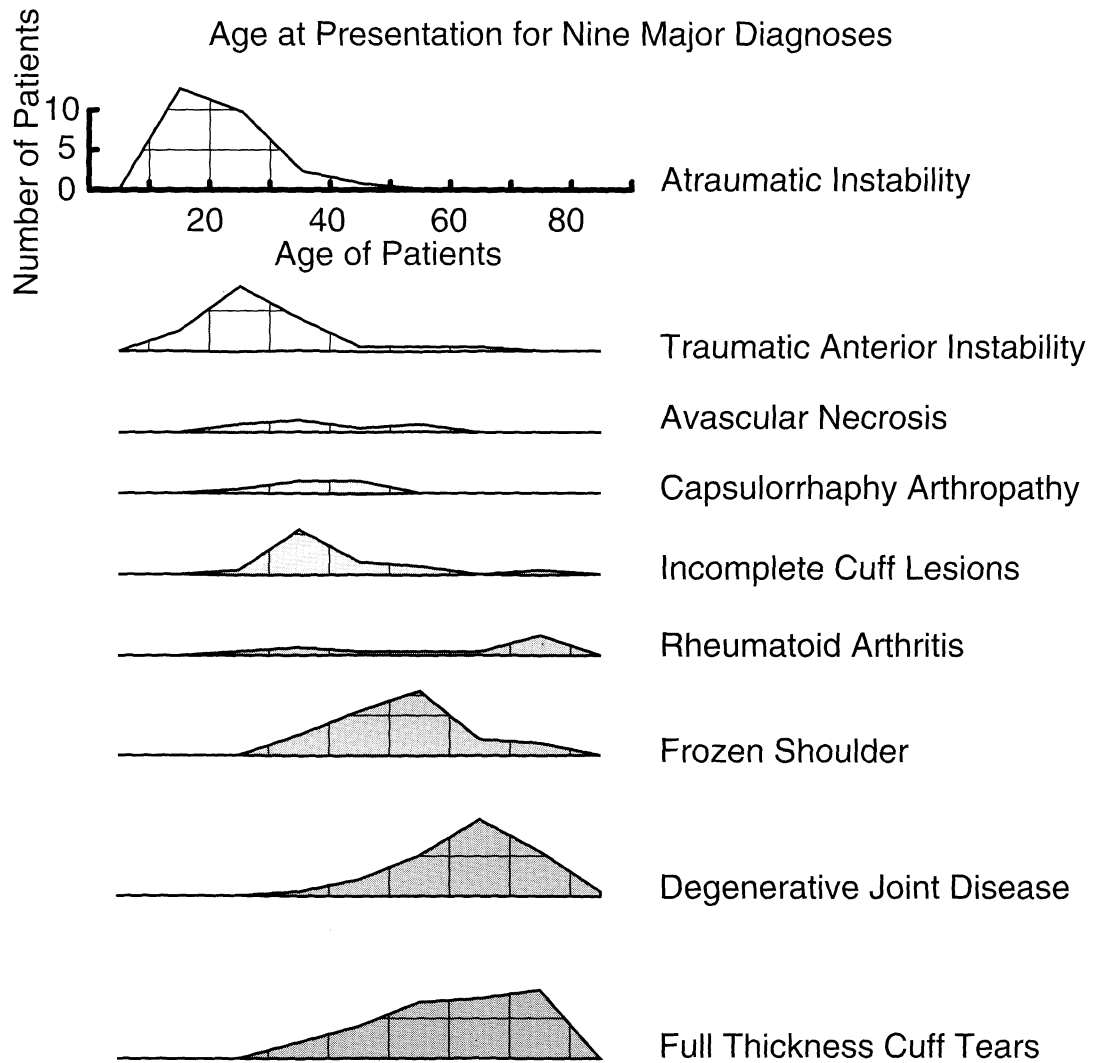 Age at Presentation for Nine Major Diagnoses
Number of Patients
10
5
0
20 40 60 80
Age of Patients
Atraumatic Instability
Traumatic Anterior Instability
Avascular Necrosis
Capsulorrhaphy Arthropathy
Incomplete Cuff Lesions
Rheumatoid Arthritis
Frozen Shoulder
Degenerative Joint Disease
Full Thickness Cuff Tears